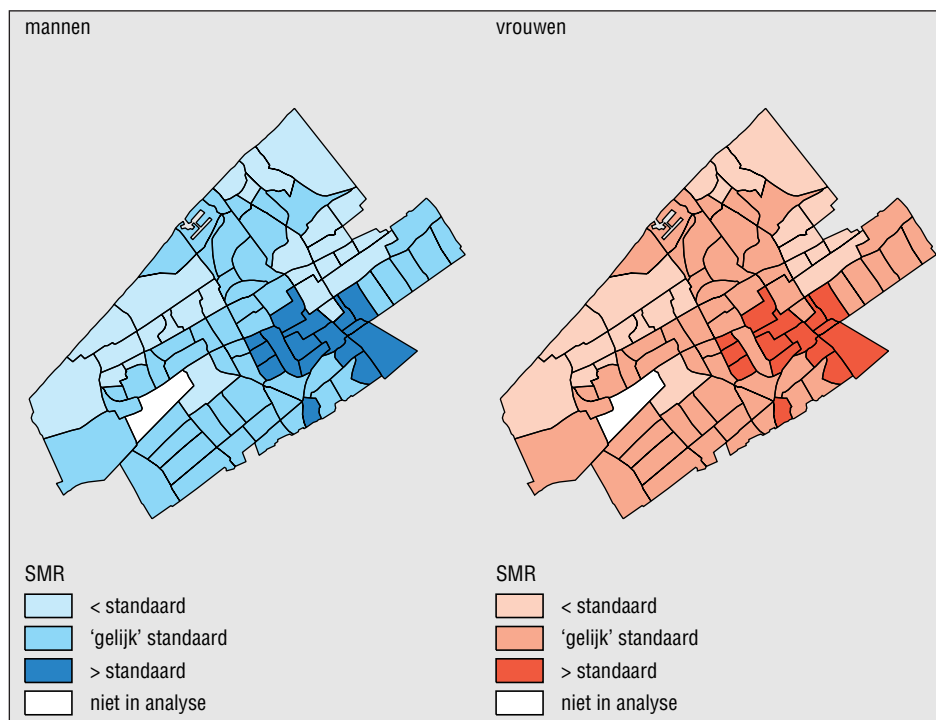 mannen
vrouwen
SMR
< standaard
‘gelijk’ standaard
> standaard
niet in analyse
SMR
< standaard
‘gelijk’ standaard
> standaard
niet in analyse